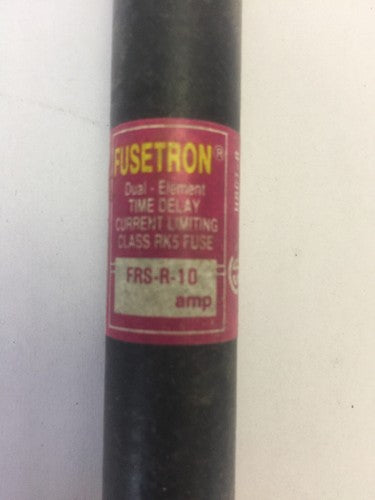 FUSETRON®
Dual - Element
TIME DELAY
CURRENT LIMITING
CLASS RK5 FUSE
FRS-R-10
amp